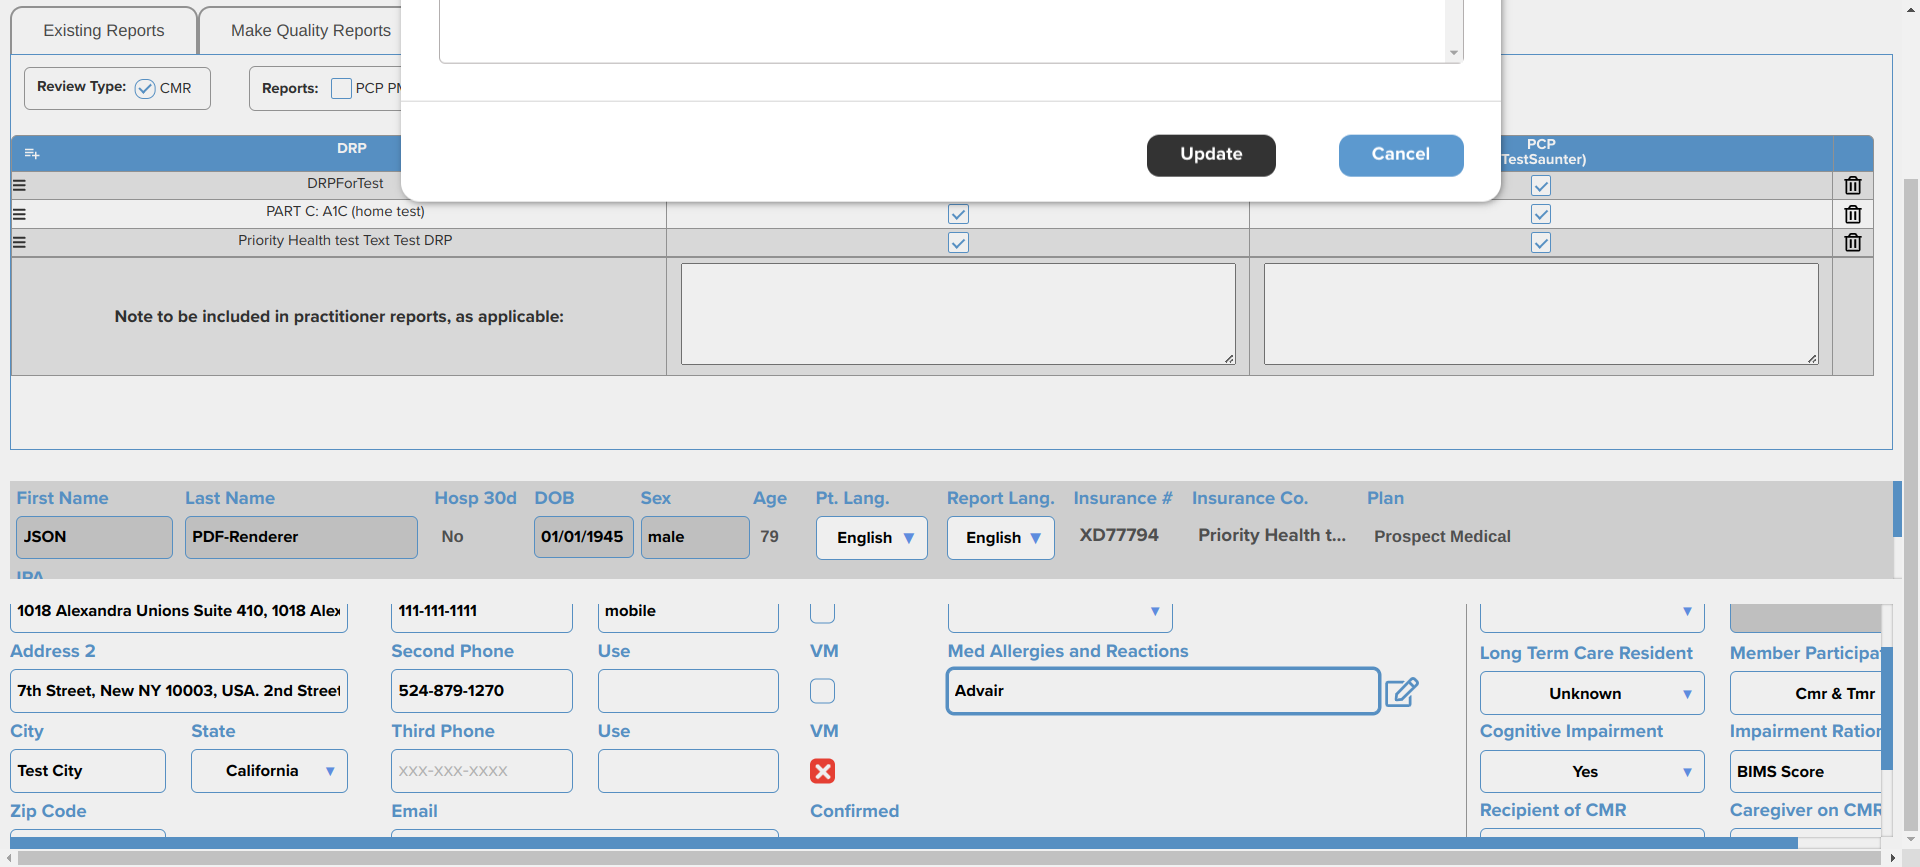 Existing Reports
Make Quality Reports
Review Type: CMR
Reports: PCP
Update
Cancel
DRP
PCP
TestSaunter)
DRPForTest
PART C: A1C (home test)
Priority Health test Text Test DRP
Note to be included in practitioner reports, as applicable:
First Name Last Name Hosp 30d DOB Sex Age Pt. Lang. Report Lang. Insurance # Insurance Co. Plan
JSON PDF-Renderer No 01/01/1945 male 79 English English XD77794 Priority Health t... Prospect Medical
IPA
1018 Alexandra Unions Suite 410, 1018 Alex 111-111-1111 mobile
Address 2 Second Phone Use VM Med Allergies and Reactions Long Term Care Resident Member Participat
7th Street, New NY 10003, USA. 2nd Street 524-879-1270 Advair Unknown Cmr & Tmr
City State Third Phone Use VM Cognitive Impairment Impairment Ration
Test City California xxx-xxx-xxxx Yes BIMS Score
Zip Code Email Confirmed Recipient of CMR Caregiver on CMR